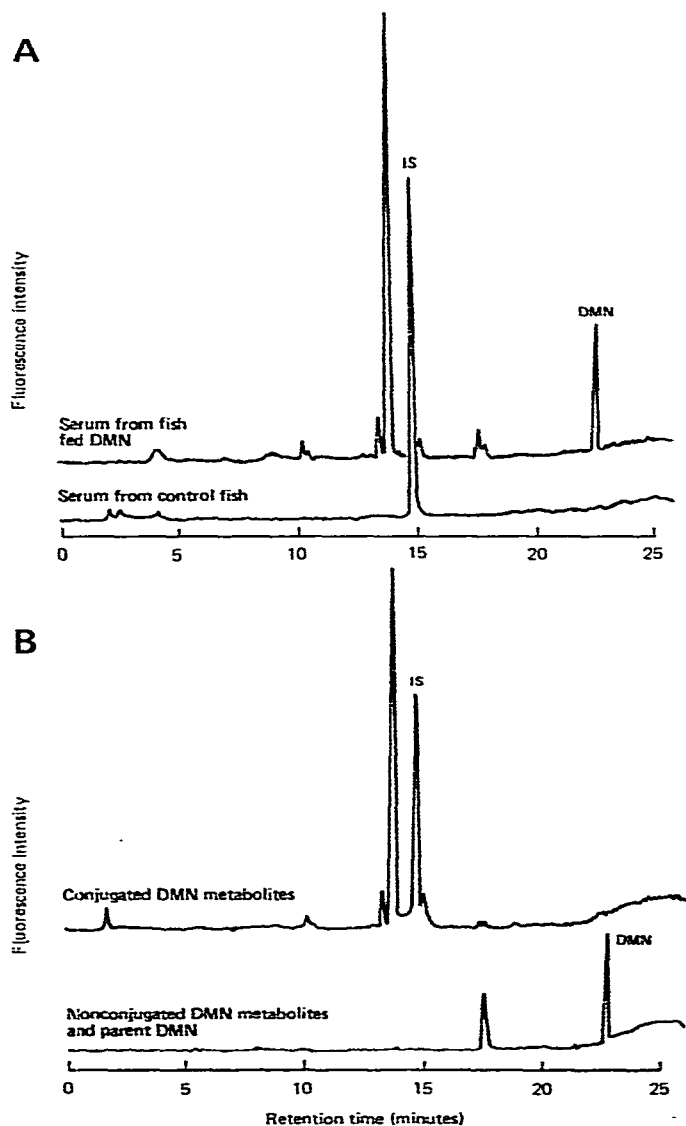 A
IS
DMN
Fluorescence intensity
Serum from fish
fed DMN
Serum from control fish
0 5 10 15 20 25
B
IS
Fluorescence Intensity
Conjugated DMN metabolites
DMN
Nonconjugated DMN metabolites
and parent DMN
0 5 10 15 20 25
Retention time (minutes)